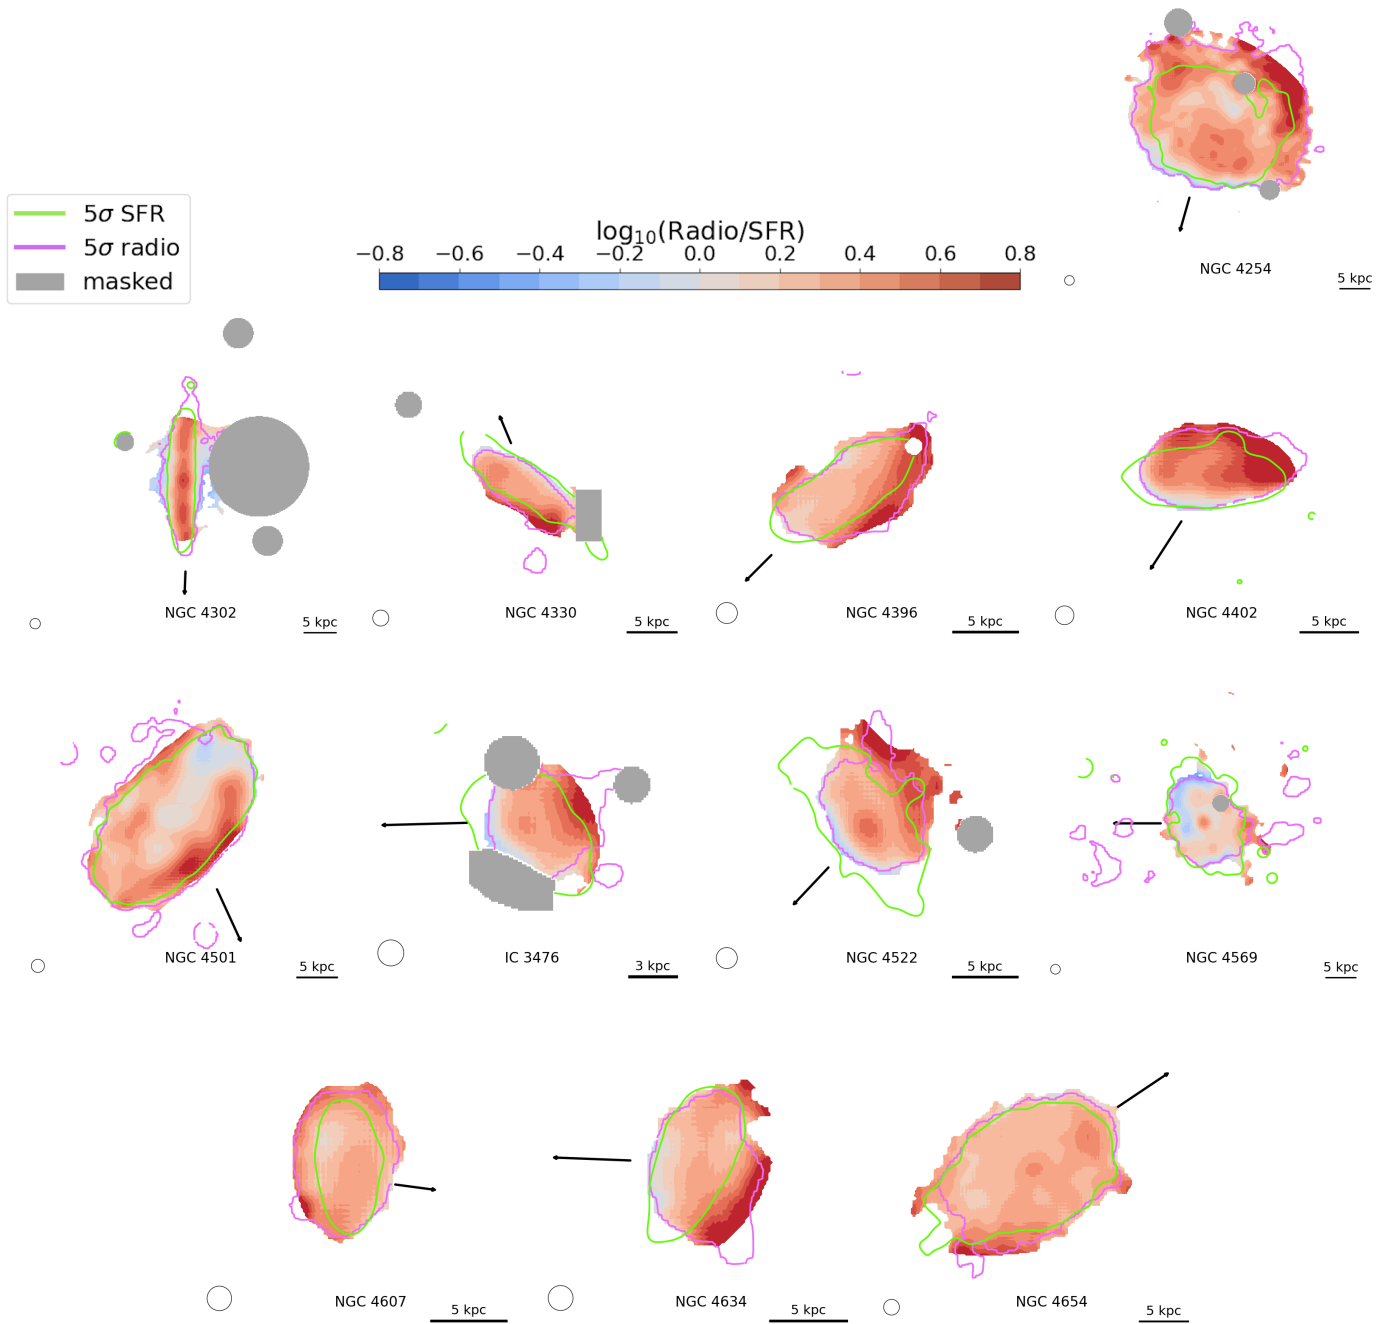 NGC 4254
5 kpc
5σ SFR
5σ radio
masked
log₁₀(Radio/SFR)
−0.8 −0.6 −0.4 −0.2 0.0 0.2 0.4 0.6 0.8
NGC 4302
5 kpc
NGC 4330
5 kpc
NGC 4396
5 kpc
NGC 4402
5 kpc
NGC 4501
5 kpc
IC 3476
3 kpc
NGC 4522
5 kpc
NGC 4569
5 kpc
NGC 4607
5 kpc
NGC 4634
5 kpc
NGC 4654
5 kpc